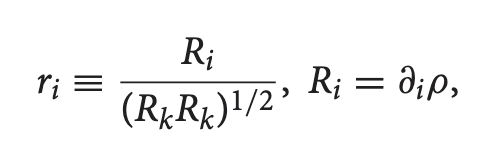 r_i ≡ R_i / (R_k R_k)^{1/2}, R_i = ∂_i ρ,